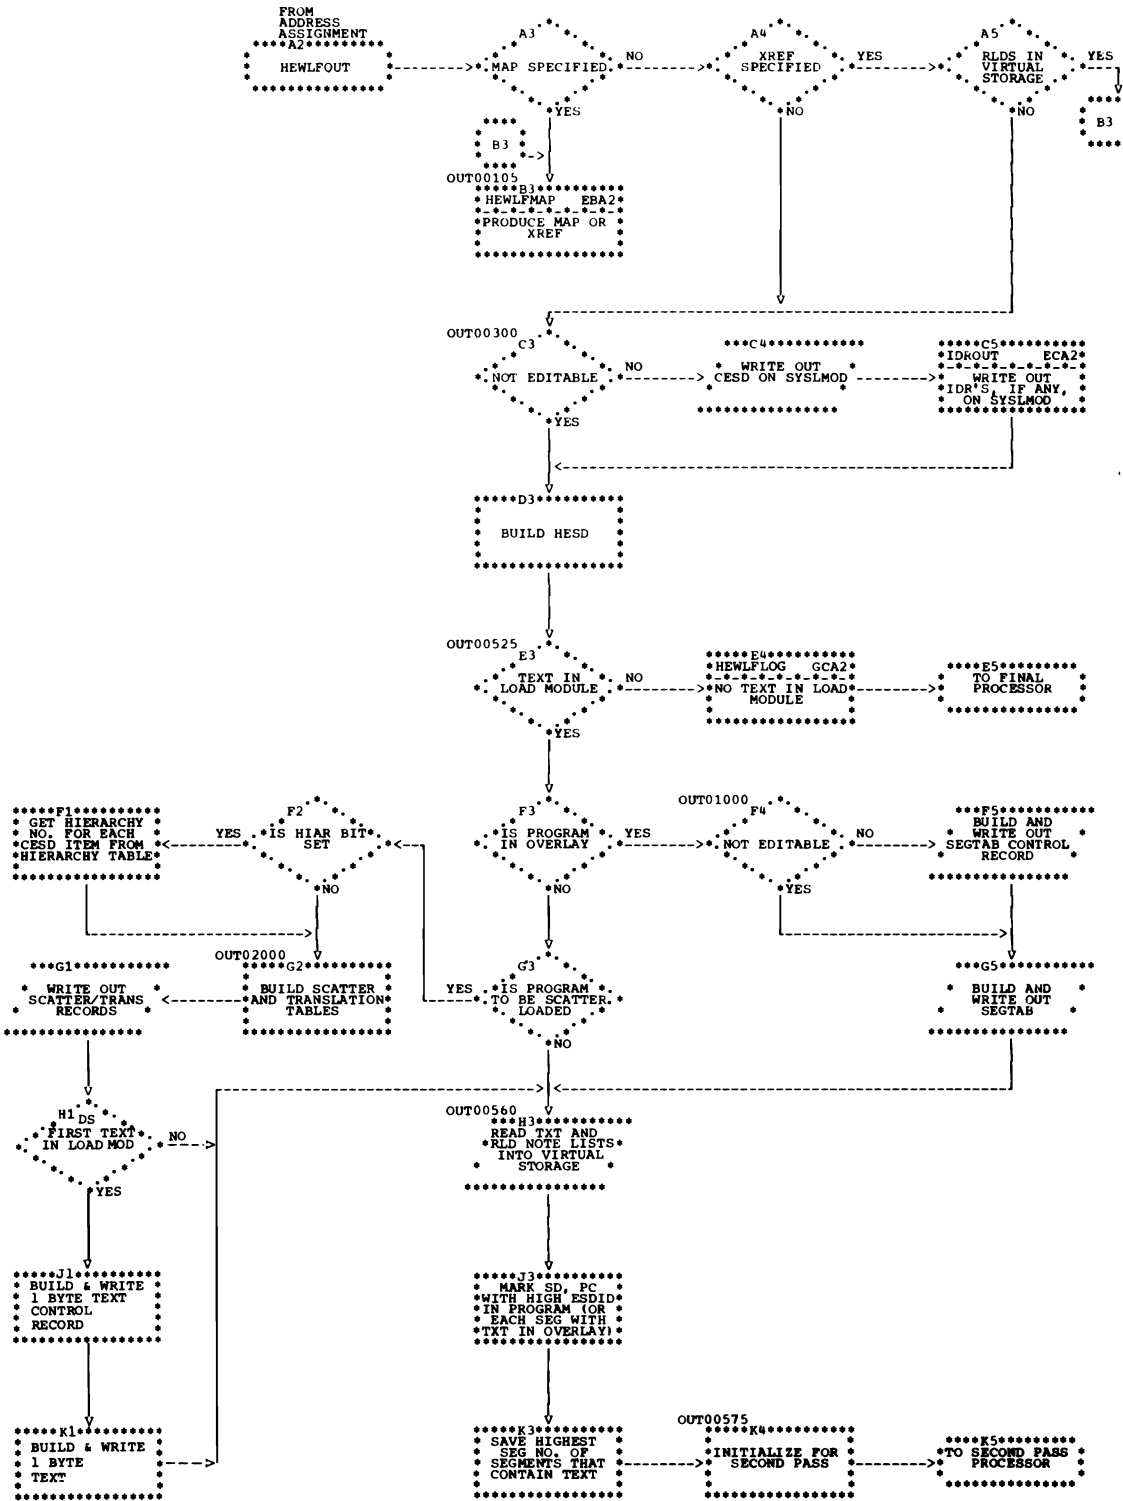 FROM
ADDRESS
ASSIGNMENT
A2
HEWLFOUT
A3
MAP SPECIFIED
NO
YES
A4
XREF
SPECIFIED
YES
NO
A5
RLDS IN
VIRTUAL
STORAGE
YES
NO
B3
B3
OUT00105
B3
HEWLFMAP EBA2
PRODUCE MAP OR
XREF
OUT00300
C3
NOT EDITABLE
NO
YES
C4
WRITE OUT
CESD ON SYSLMOD
C5
IDROUT ECA2
WRITE OUT
IDR'S, IF ANY,
ON SYSLMOD
D3
BUILD HESD
OUT00525
E3
TEXT IN
LOAD MODULE
NO
YES
E4
HEWLFLOG GCA2
NO TEXT IN LOAD
MODULE
E5
TO FINAL
PROCESSOR
F1
GET HIERARCHY
NO. FOR EACH
CESD ITEM FROM
HIERARCHY TABLE
YES
F2
IS HIAR BIT
SET
NO
F3
IS PROGRAM
IN OVERLAY
YES
NO
OUT01000
F4
NOT EDITABLE
NO
YES
F5
BUILD AND
WRITE OUT
SEGTAB CONTROL
RECORD
G1
WRITE OUT
SCATTER/TRANS
RECORDS
OUT02000
G2
BUILD SCATTER
AND TRANSLATION
TABLES
YES
G3
IS PROGRAM
TO BE SCATTER
LOADED
NO
G5
BUILD AND
WRITE OUT
SEGTAB
H1
DS
FIRST TEXT
IN LOAD MOD
NO
YES
OUT00560
H3
READ TXT AND
RLD NOTE LISTS
INTO VIRTUAL
STORAGE
J1
BUILD & WRITE
1 BYTE TEXT
CONTROL
RECORD
J3
MARK SD, PC
WITH HIGH ESDID
IN PROGRAM (OR
EACH SEG WITH
TXT IN OVERLAY)
K1
BUILD & WRITE
1 BYTE
TEXT
K3
SAVE HIGHEST
SEG NO. OF
SEGMENTS THAT
CONTAIN TEXT
OUT00575
K4
INITIALIZE FOR
SECOND PASS
K5
TO SECOND PASS
PROCESSOR